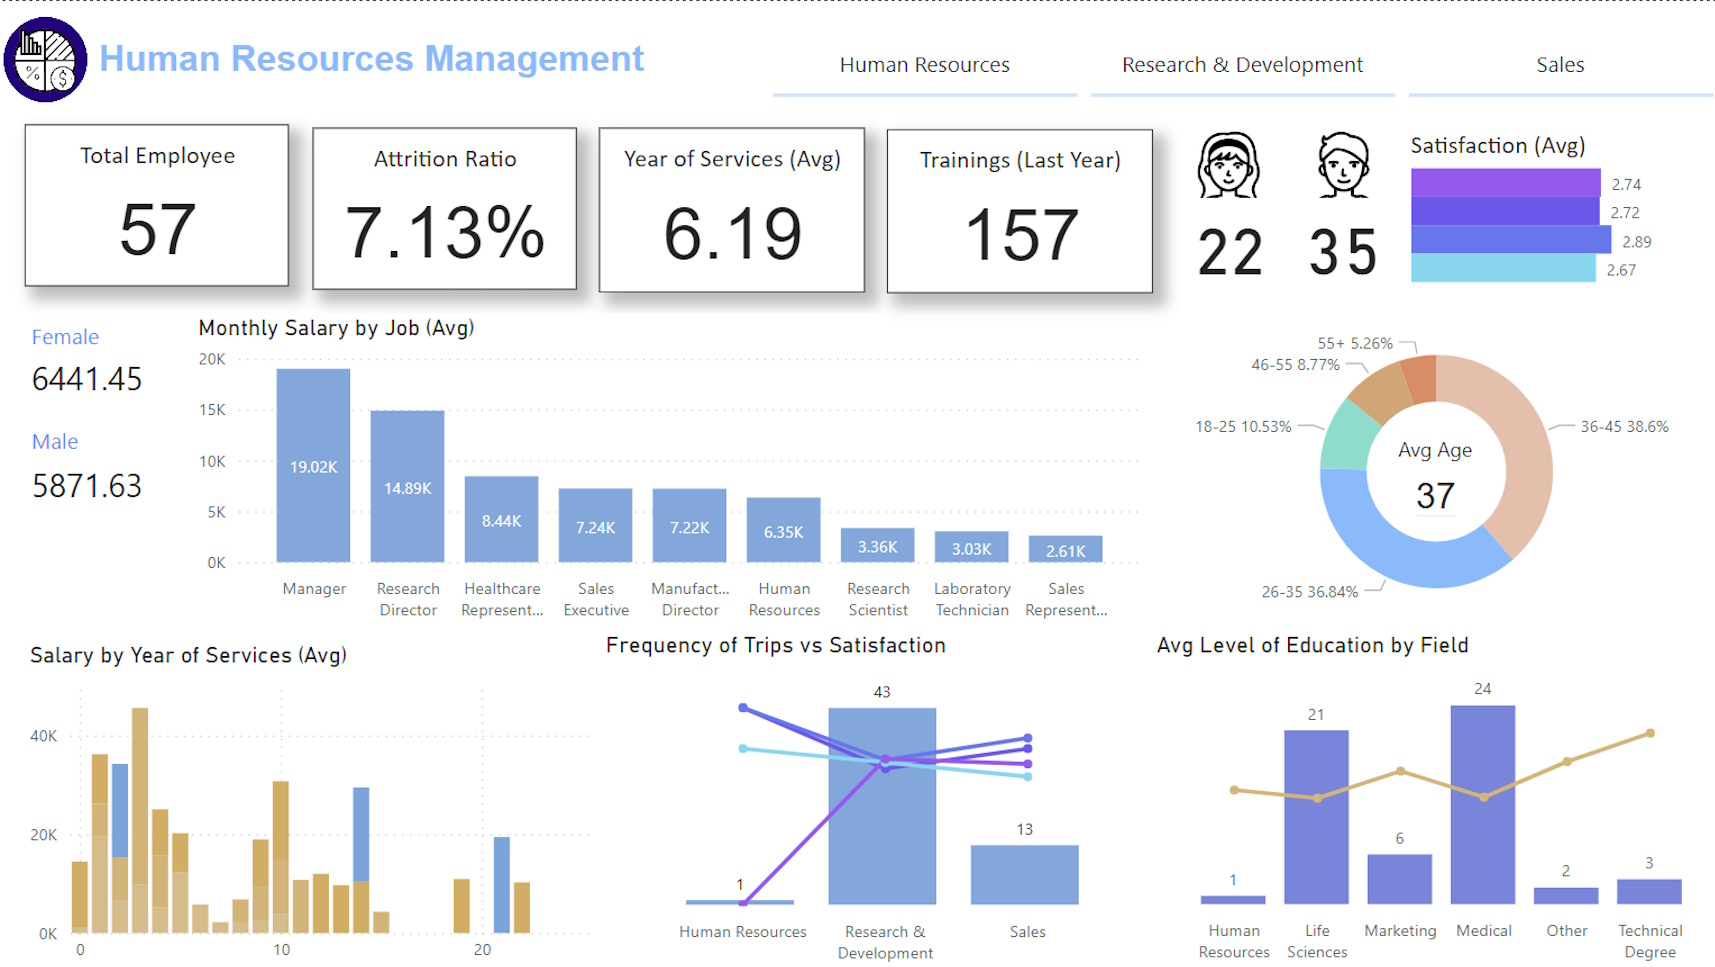 Human Resources Management
Human Resources
Research & Development
Sales
Total Employee
57
Attrition Ratio
7.13%
Year of Services (Avg)
6.19
Trainings (Last Year)
157
22
35
Satisfaction (Avg)
2.74
2.72
2.89
2.67
Female
6441.45
Male
5871.63
Monthly Salary by Job (Avg)
20K
15K
10K
5K
0K
19.02K
14.89K
8.44K
7.24K
7.22K
6.35K
3.36K
3.03K
2.61K
Manager
Research
Director
Healthcare
Represent...
Sales
Executive
Manufact...
Director
Human
Resources
Research
Scientist
Laboratory
Technician
Sales
Represent...
55+ 5.26%
46-55 8.77%
18-25 10.53%
36-45 38.6%
26-35 36.84%
Avg Age
37
Salary by Year of Services (Avg)
40K
20K
0K
0
10
20
Frequency of Trips vs Satisfaction
1
43
13
Human Resources
Research &
Development
Sales
Avg Level of Education by Field
1
21
6
24
2
3
Human
Resources
Life
Sciences
Marketing
Medical
Other
Technical
Degree
%
$